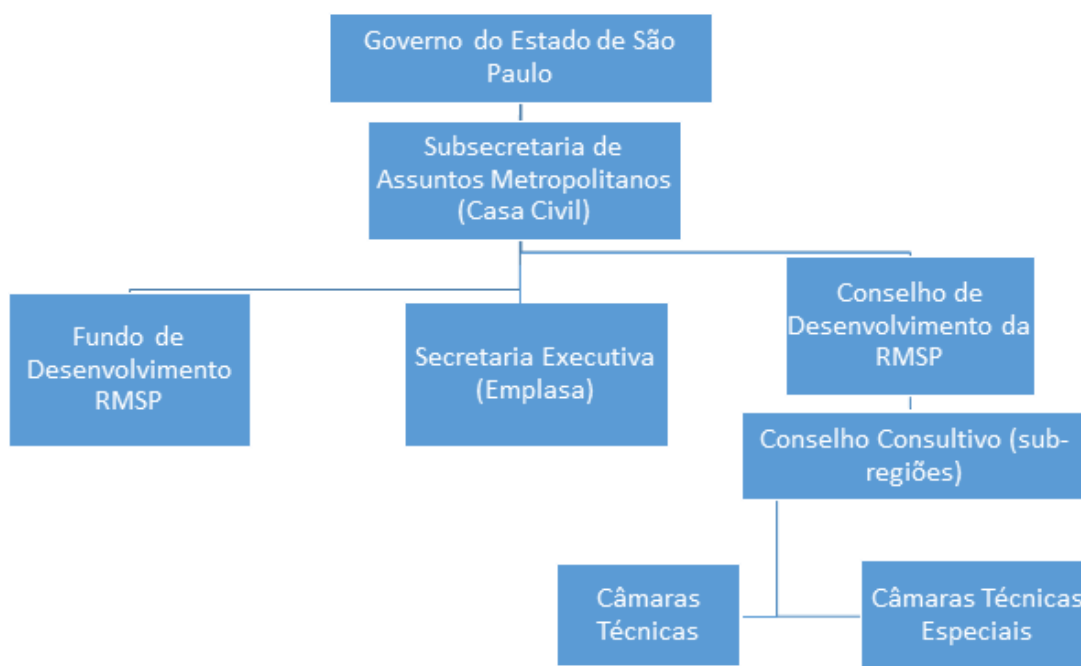 Governo do Estado de São
Paulo
Subsecretaria de
Assuntos Metropolitanos
(Casa Civil)
Fundo de
Desenvolvimento
RMSP
Secretaria Executiva
(Emplasa)
Conselho de
Desenvolvimento da
RMSP
Conselho Consultivo (sub-
regiões)
Câmaras
Técnicas
Câmaras Técnicas
Especiais